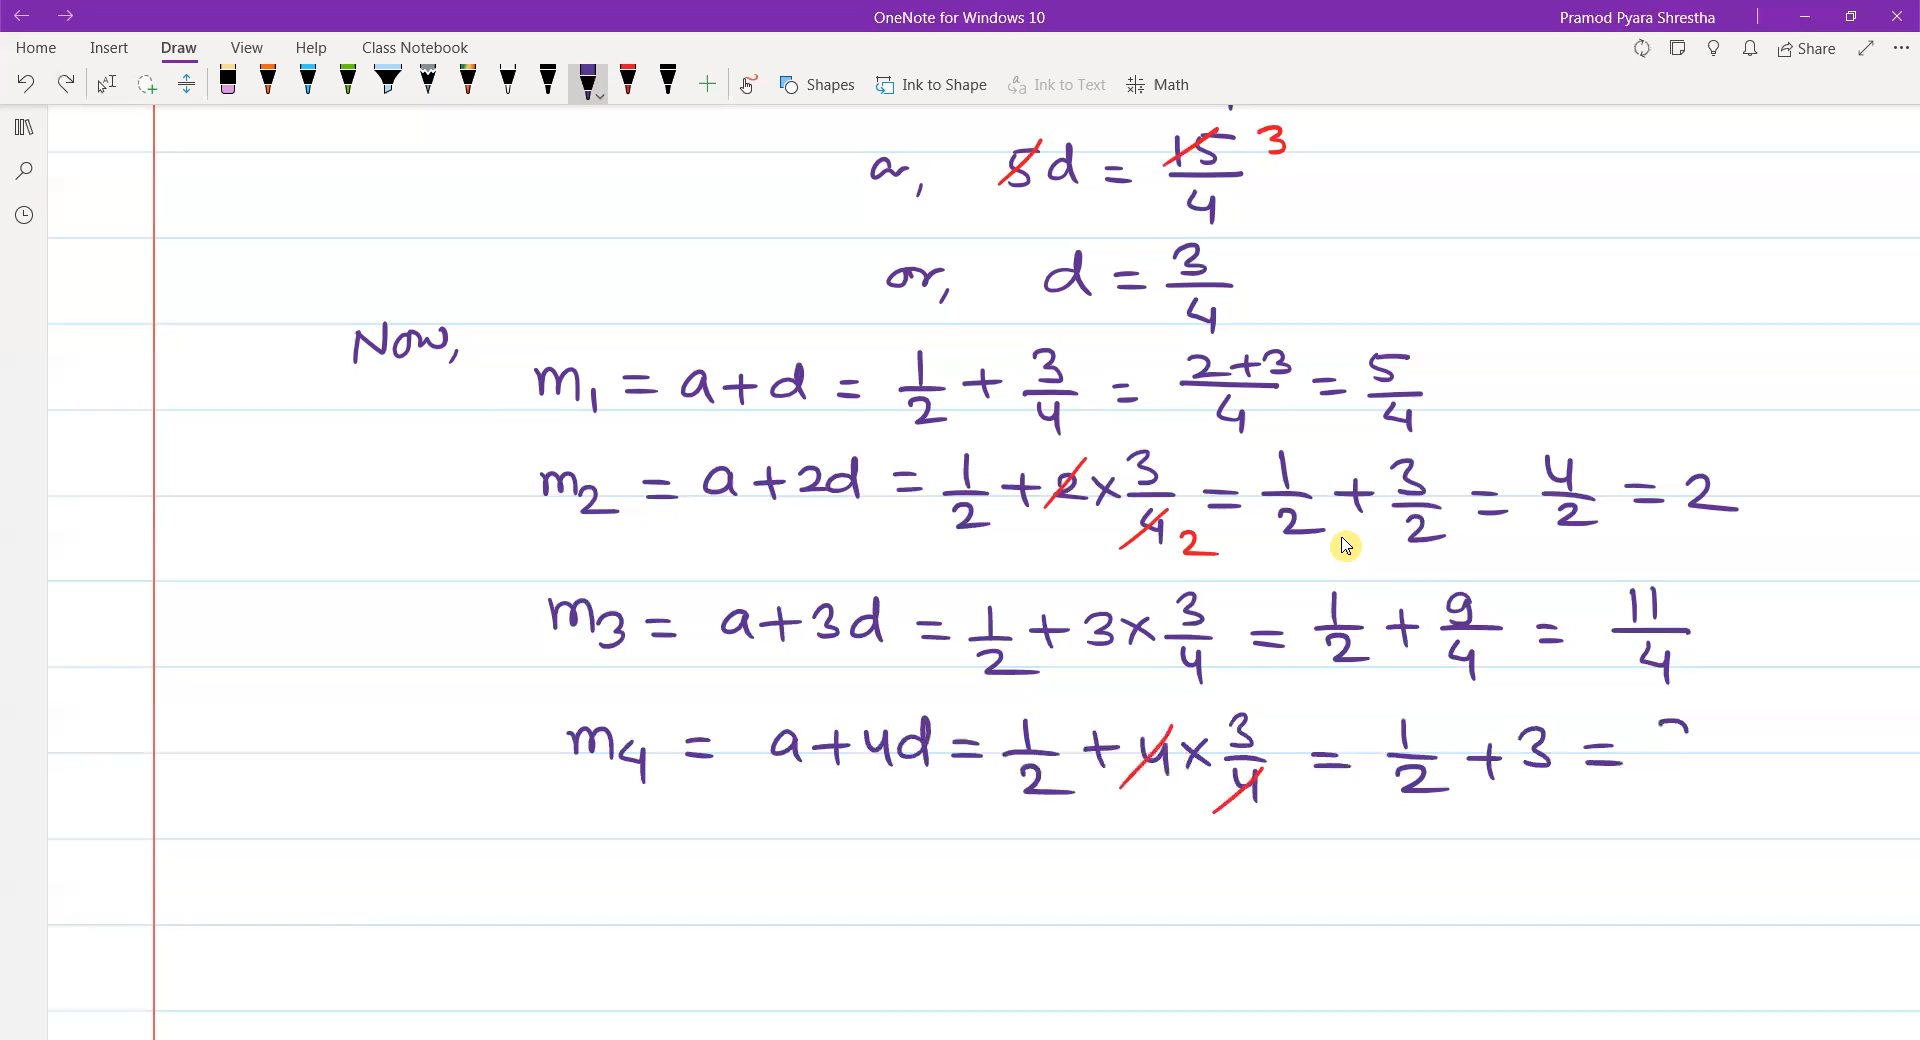 OneNote for Windows 10
Pramod Pyara Shrestha
Home Insert Draw View Help Class Notebook
Share
Shapes Ink to Shape Ink to Text Math
or, 5d = 15/4 3
or, d = 3/4
Now,
m₁ = a + d = 1/2 + 3/4 = (2+3)/4 = 5/4
m₂ = a + 2d = 1/2 + 2 × 3/4 = 1/2 + 3/2 = 4/2 = 2
2
m₃ = a + 3d = 1/2 + 3 × 3/4 = 1/2 + 9/4 = 11/4
m₄ = a + 4d = 1/2 + 4 × 3/4 = 1/2 + 3 =